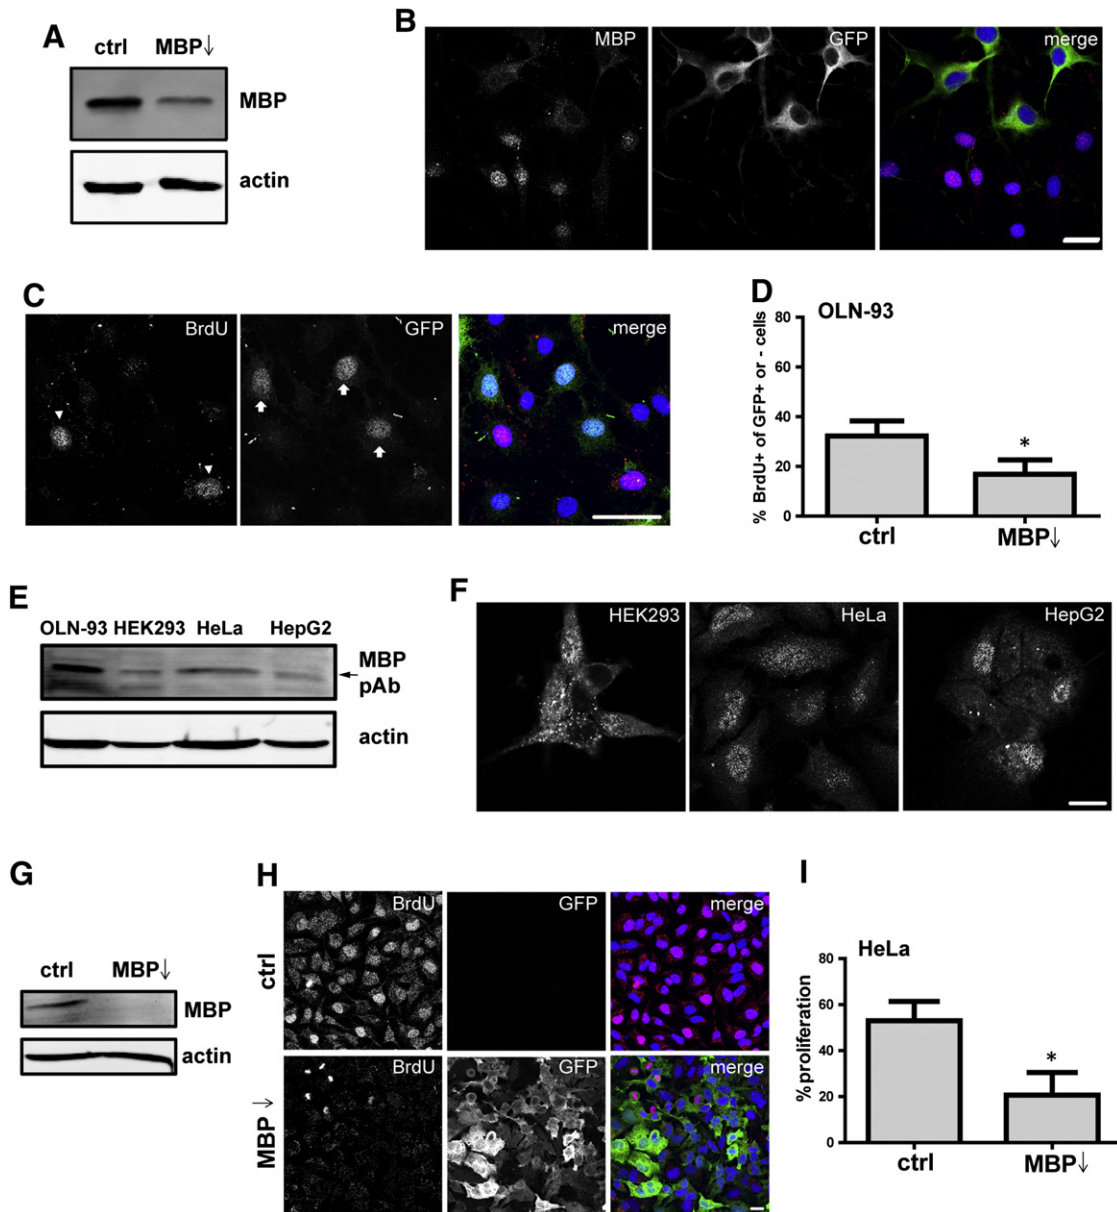 A
ctrl MBP↓
MBP
actin
B
MBP GFP merge
C
BrdU GFP merge
D
OLN-93
% BrdU+ of GFP+ or - cells
80
60
40
20
0
*
ctrl MBP↓
E
OLN-93 HEK293 HeLa HepG2
MBP
pAb
actin
F
HEK293 HeLa HepG2
G
ctrl MBP↓
MBP
actin
H
ctrl
BrdU GFP merge
MBP↓
BrdU GFP merge
I
HeLa
% proliferation
80
60
40
20
0
*
ctrl MBP↓